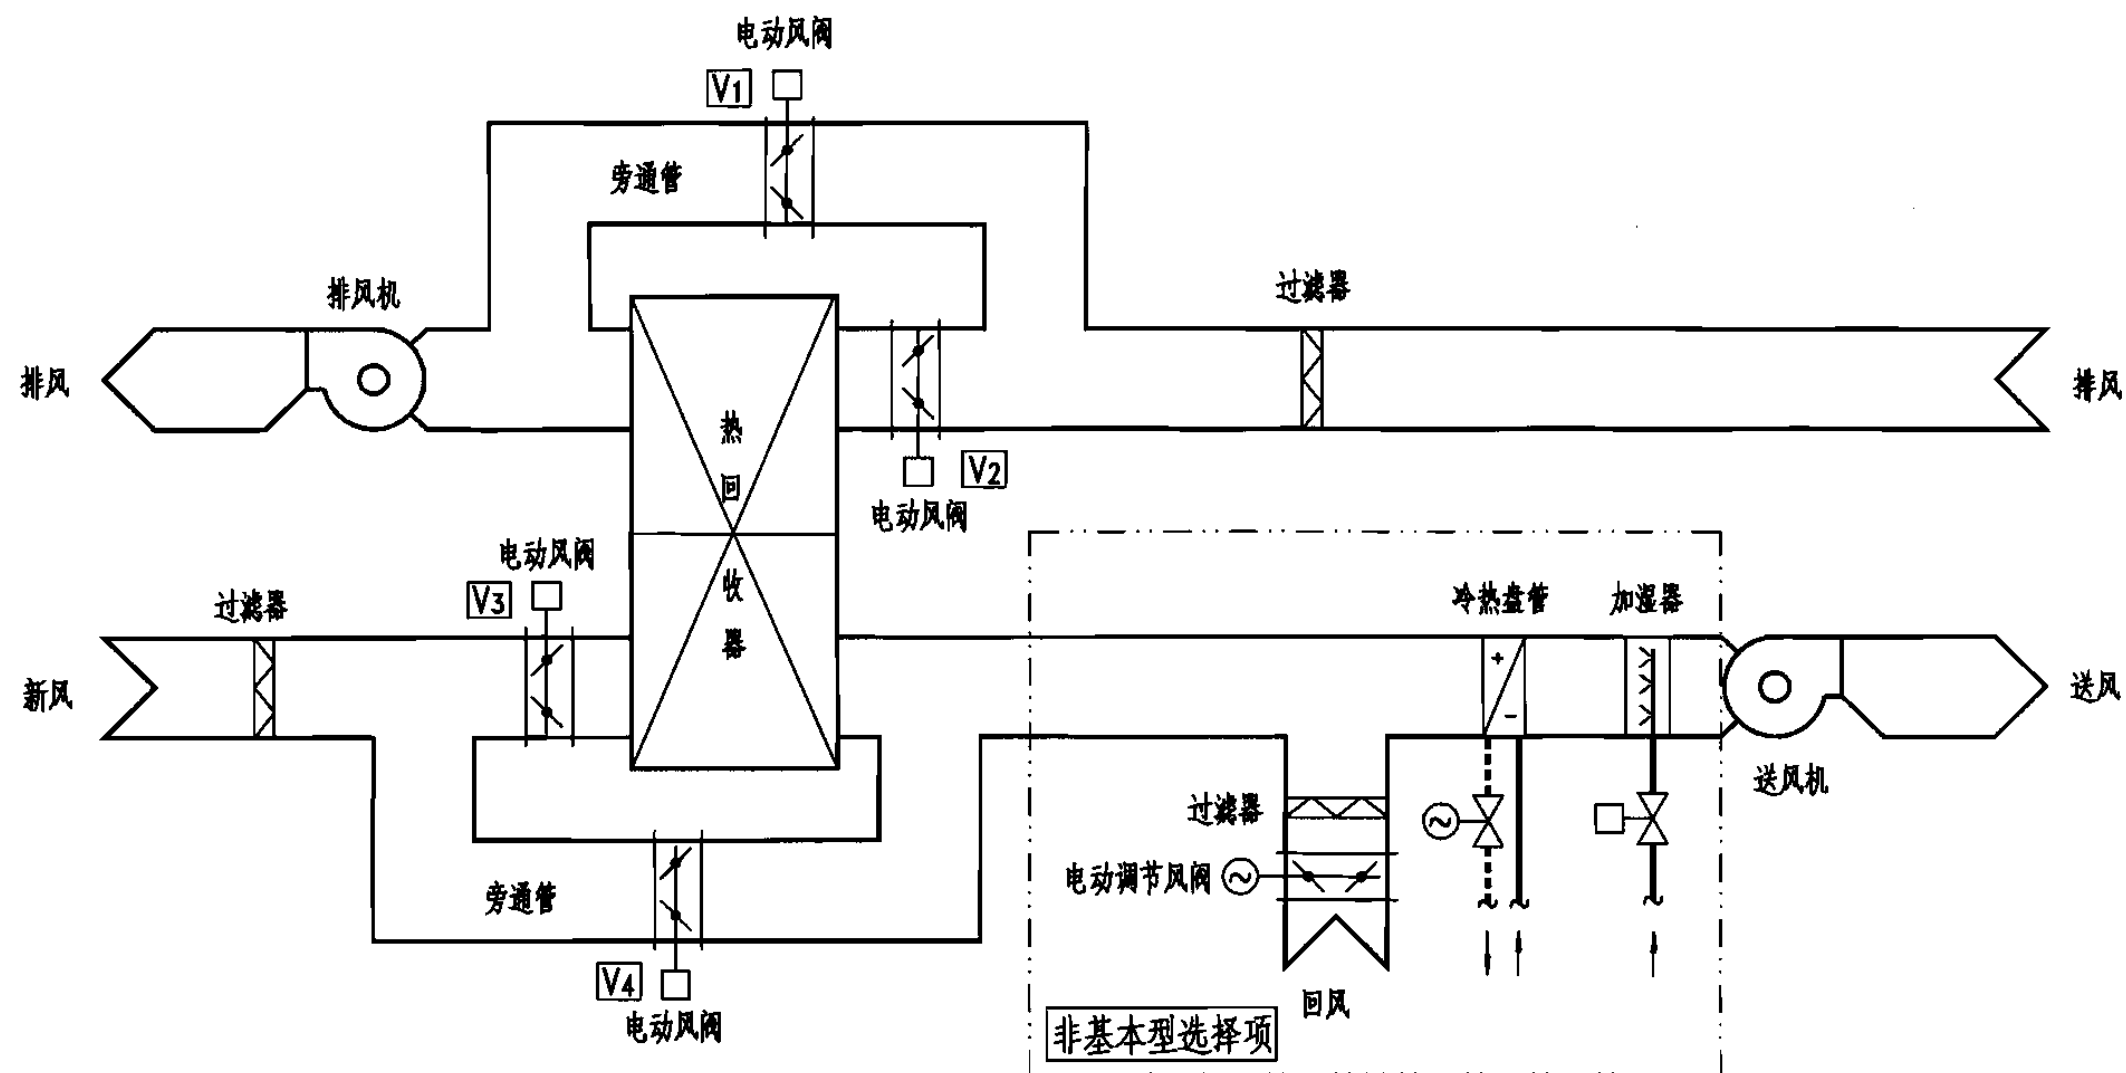 电动风阀
V1
旁通管
排风机
过滤器
排风
排风
热回收器
V2
电动风阀
电动风阀
V3
过滤器
冷热盘管
加湿器
新风
+
-
送风
送风机
过滤器
电动调节风阀
旁通管
V4
电动风阀
回风
非基本型选择项